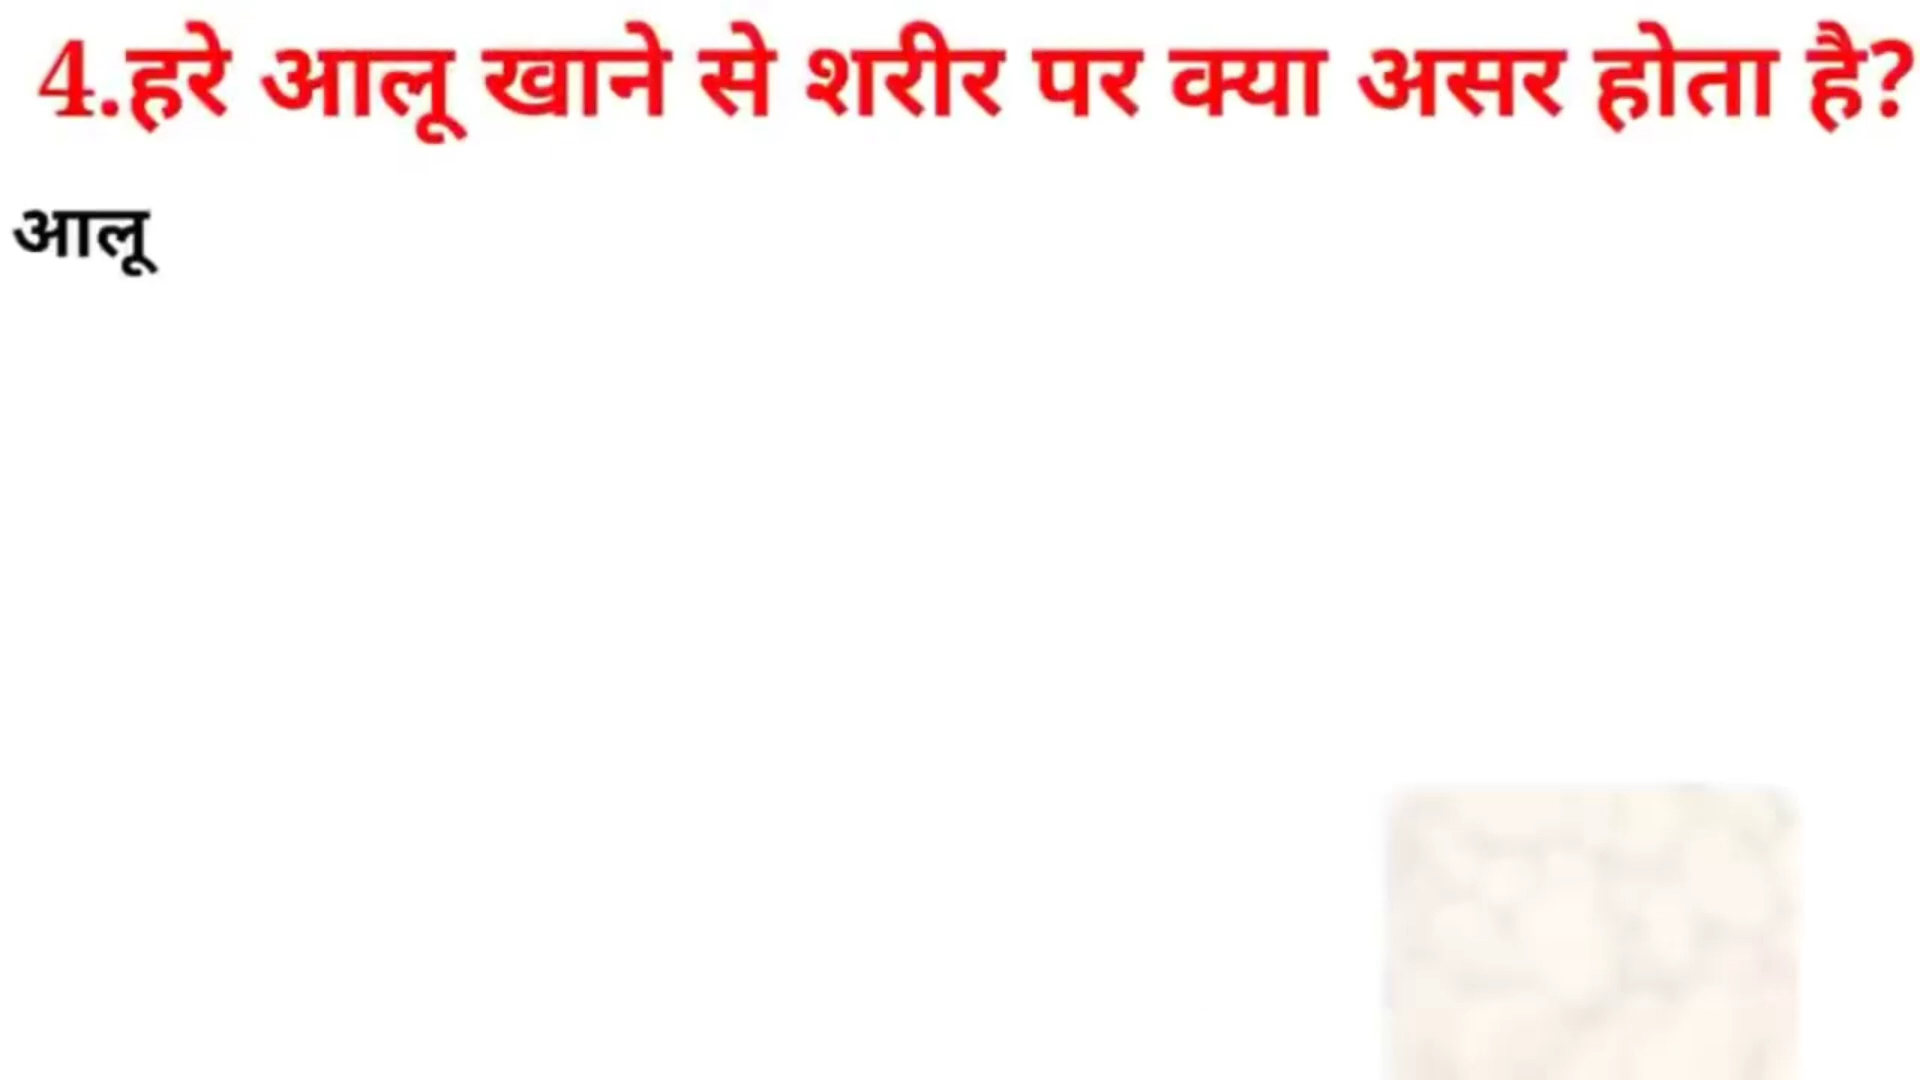 4.हरे आलू खाने से शरीर पर क्या असर होता है?
आलू